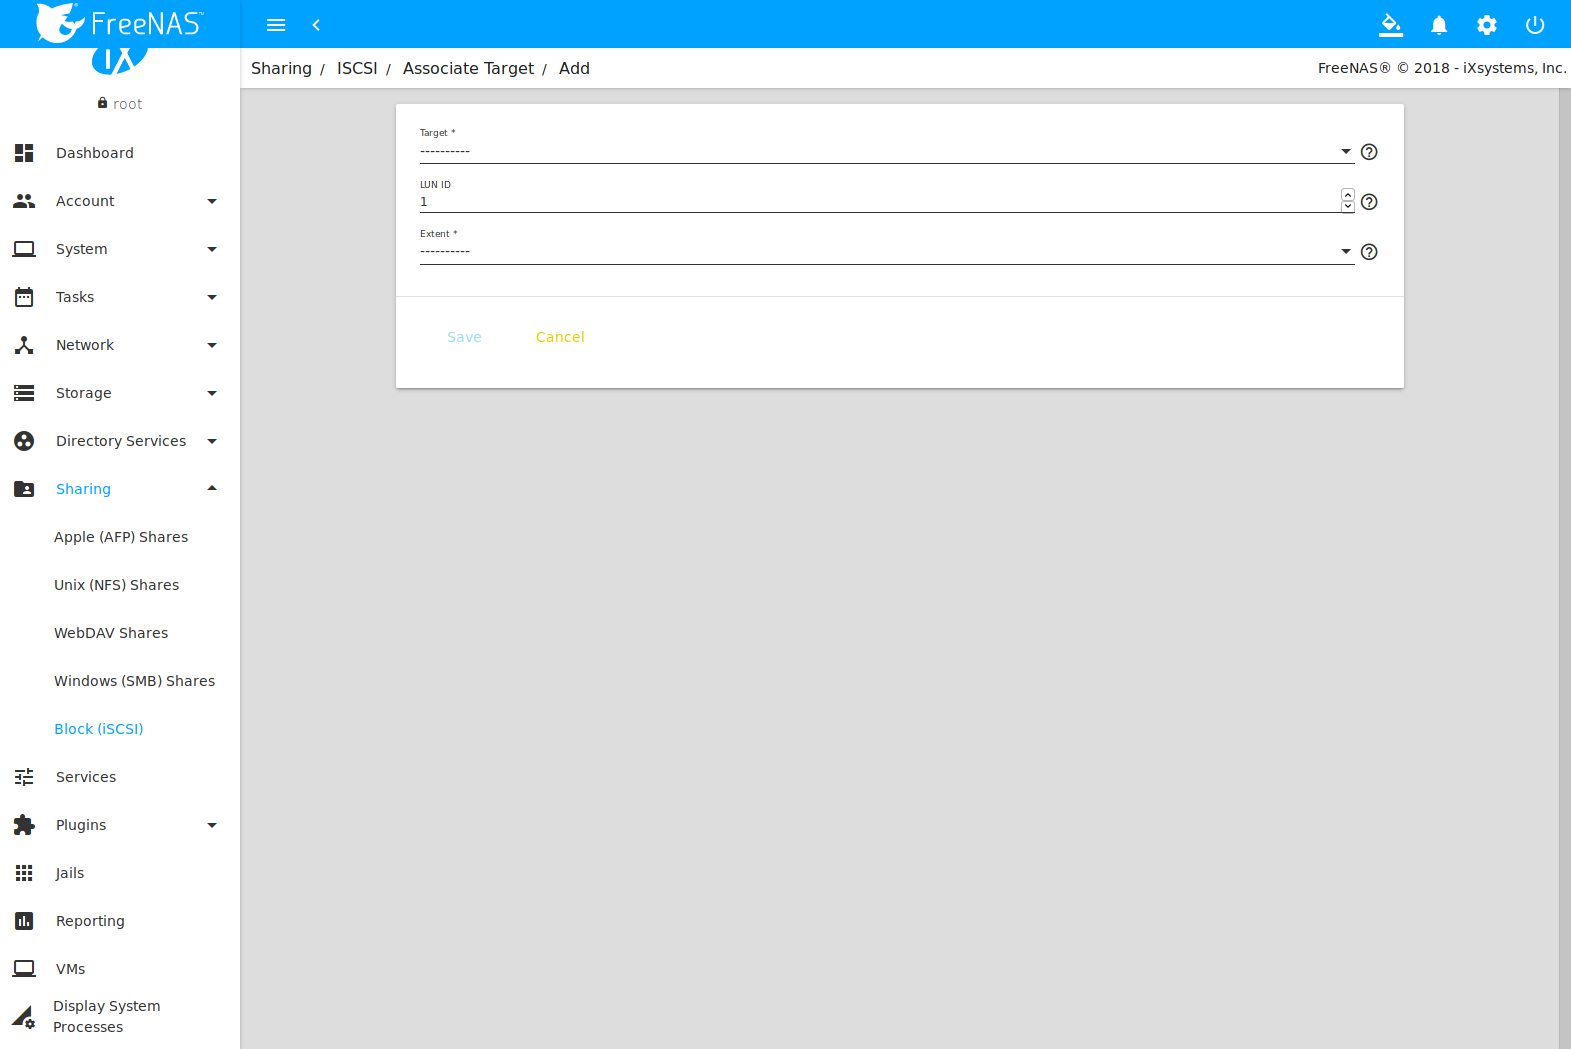 FreeNAS™
iX
root
Dashboard
Account
System
Tasks
Network
Storage
Directory Services
Sharing
Apple (AFP) Shares
Unix (NFS) Shares
WebDAV Shares
Windows (SMB) Shares
Block (iSCSI)
Services
Plugins
Jails
Reporting
VMs
Display System
Processes
Sharing / ISCSI / Associate Target / Add
FreeNAS® © 2018 - iXsystems, Inc.
Target *
----------
LUN ID
1
Extent *
----------
Save Cancel